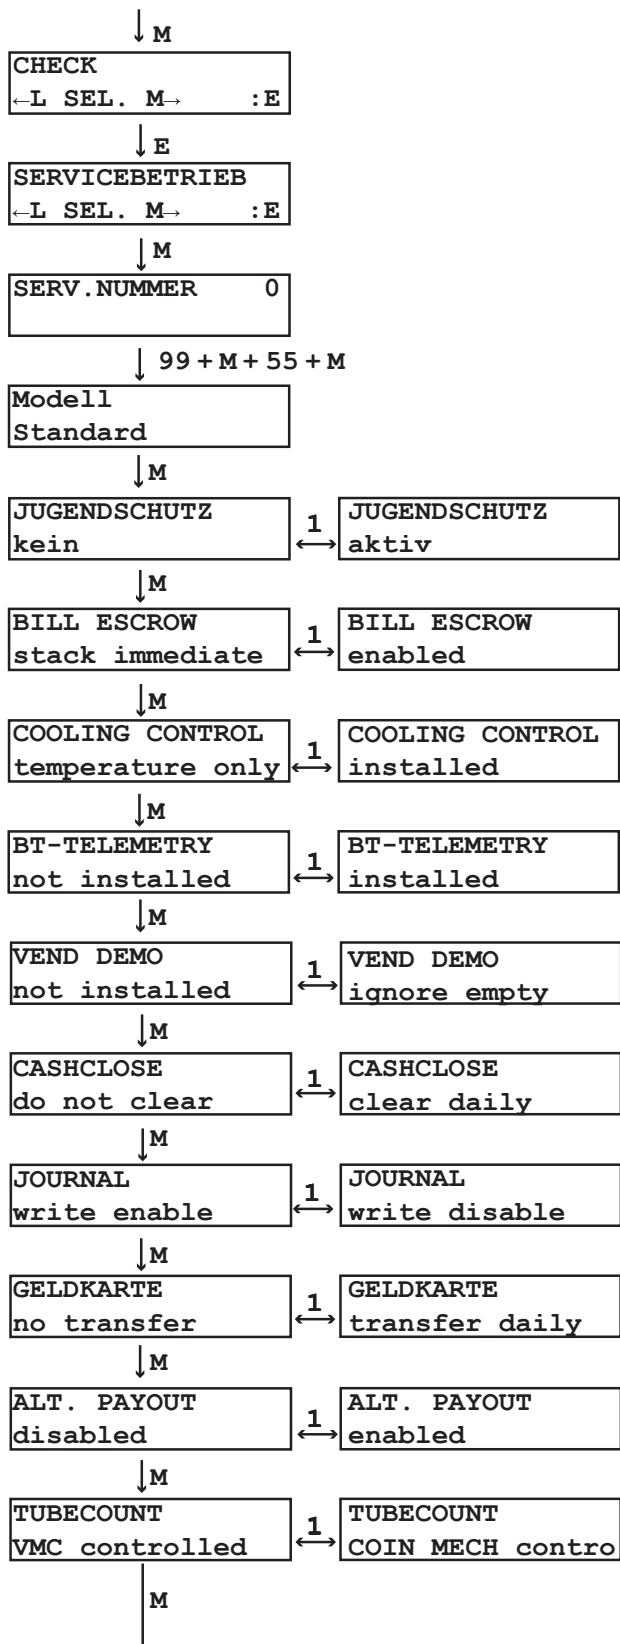 M
CHECK
←L SEL. M→ :E
E
SERVICEBETRIEB
←L SEL. M→ :E
M
SERV.NUMMER 0
99 + M + 55 + M
Modell
Standard
M
JUGENDSCHUTZ
kein
1
JUGENDSCHUTZ
aktiv
M
BILL ESCROW
stack immediate
1
BILL ESCROW
enabled
M
COOLING CONTROL
temperature only
1
COOLING CONTROL
installed
M
BT-TELEMETRY
not installed
1
BT-TELEMETRY
installed
M
VEND DEMO
not installed
1
VEND DEMO
ignore empty
M
CASHCLOSE
do not clear
1
CASHCLOSE
clear daily
M
JOURNAL
write enable
1
JOURNAL
write disable
M
GELDKARTE
no transfer
1
GELDKARTE
transfer daily
M
ALT. PAYOUT
disabled
1
ALT. PAYOUT
enabled
M
TUBECOUNT
VMC controlled
1
TUBECOUNT
COIN MECH contro
M